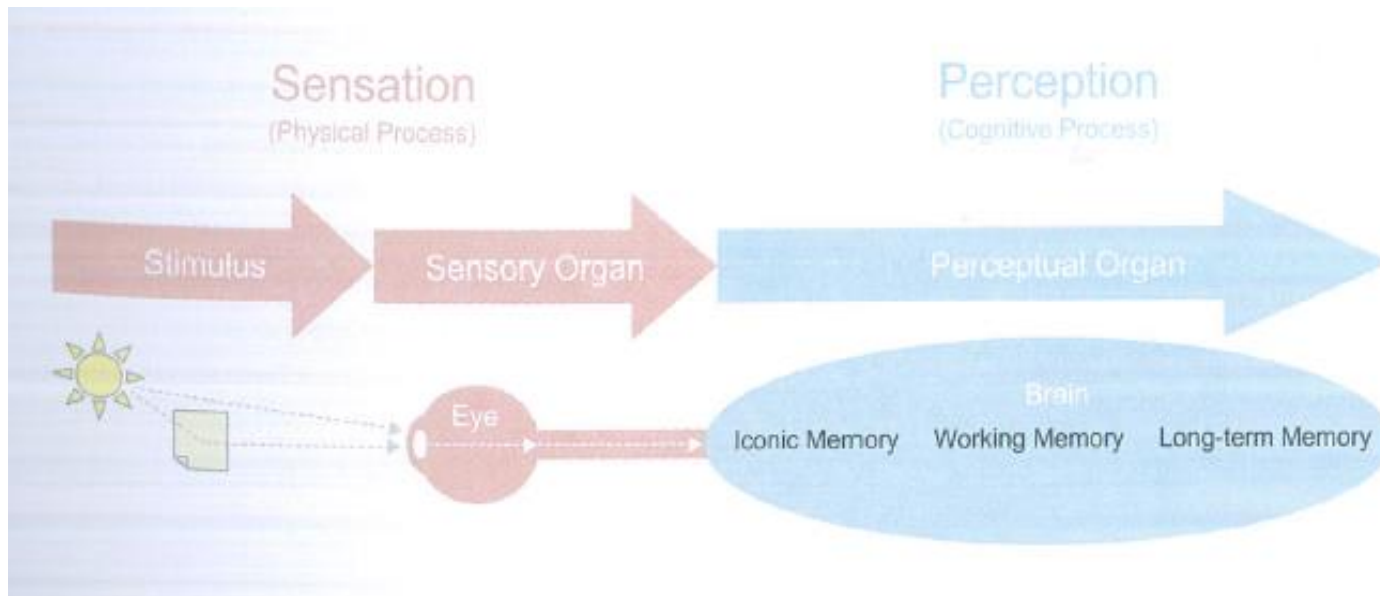 Sensation
(Physical Process)
Perception
(Cognitive Process)
Stimulus
Sensory Organ
Perceptual Organ
Eye
Brain
Iconic Memory
Working Memory
Long-term Memory